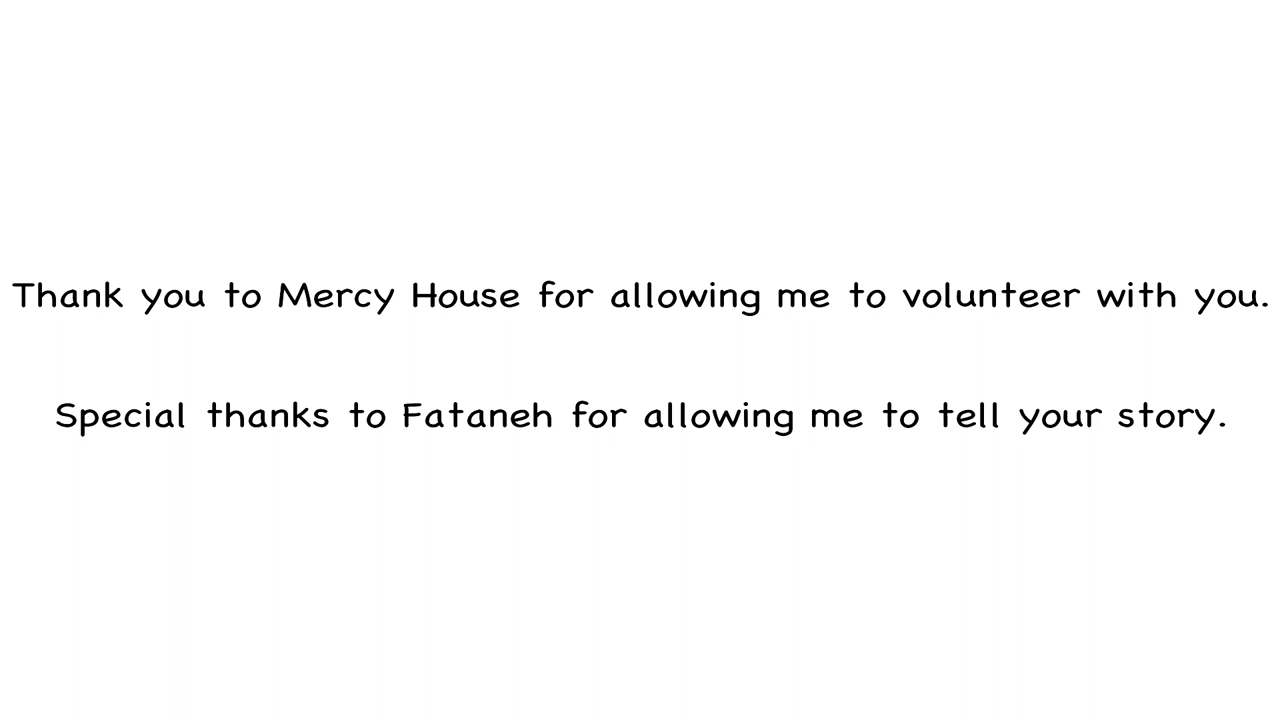 Thank you to Mercy House for allowing me to volunteer with you.
Special thanks to Fataneh for allowing me to tell your story.